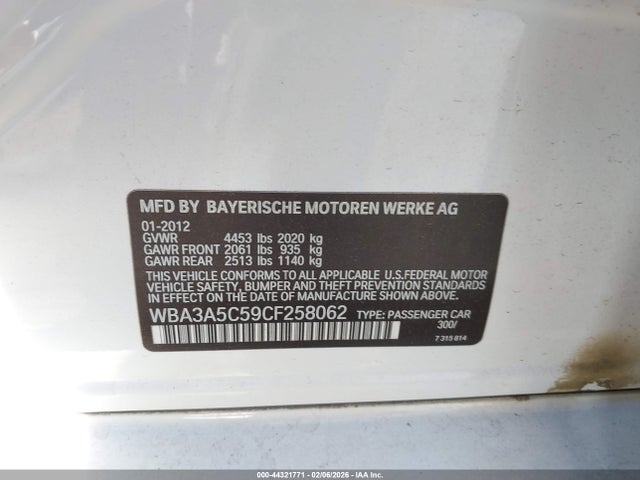 MFD BY BAYERISCHE MOTOREN WERKE AG
01-2012
GVWR 4453 lbs 2020 kg
GAWR FRONT 2061 lbs 935 kg
GAWR REAR 2513 lbs 1140 kg
THIS VEHICLE CONFORMS TO ALL APPLICABLE U.S.FEDERAL MOTOR
VEHICLE SAFETY, BUMPER AND THEFT PREVENTION STANDARDS
IN EFFECT ON THE DATE OF MANUFACTURE SHOWN ABOVE.
WBA3A5C59CF258062 TYPE: PASSENGER CAR
300/
7 315 814
000-44321771 - 02/06/2026 - IAA Inc.